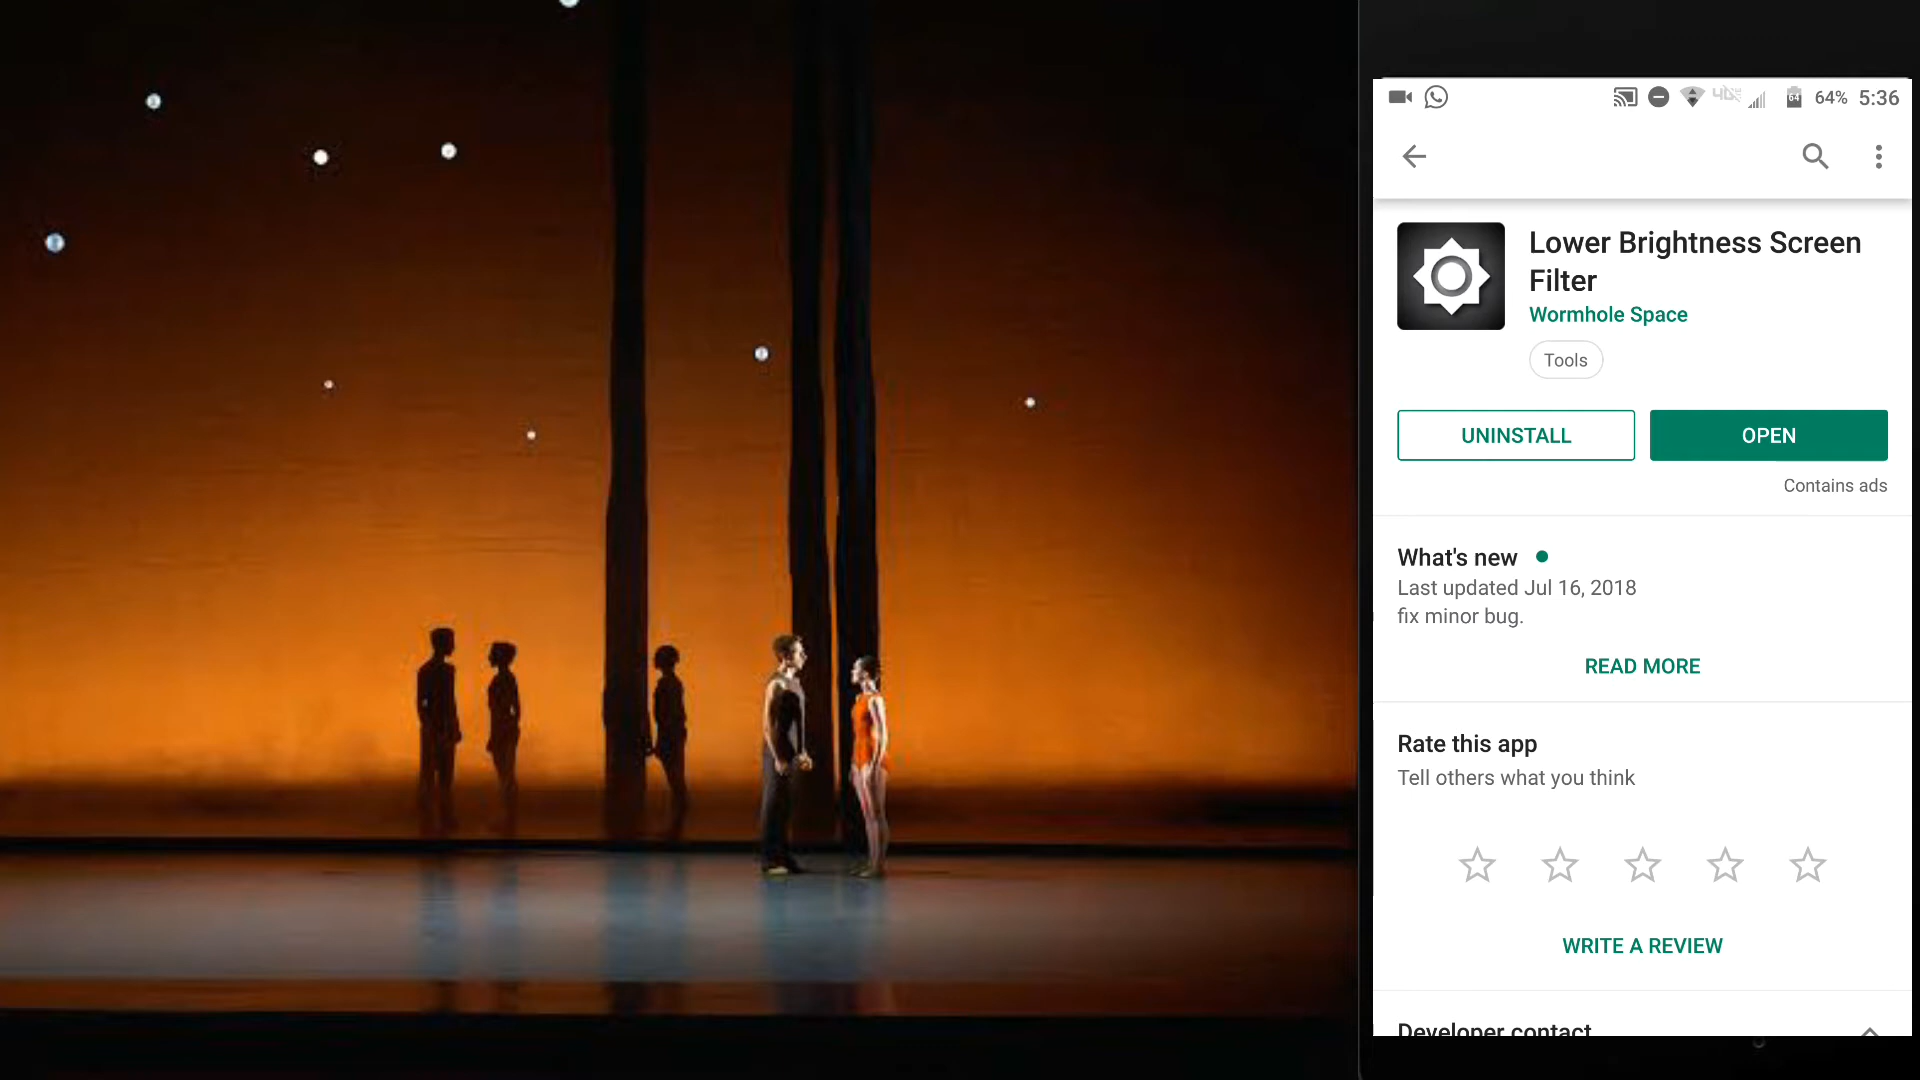 64% 5:36
Lower Brightness Screen
Filter
Wormhole Space
Tools
UNINSTALL
OPEN
Contains ads
What's new
Last updated Jul 16, 2018
fix minor bug.
READ MORE
Rate this app
Tell others what you think
WRITE A REVIEW
Developer contact